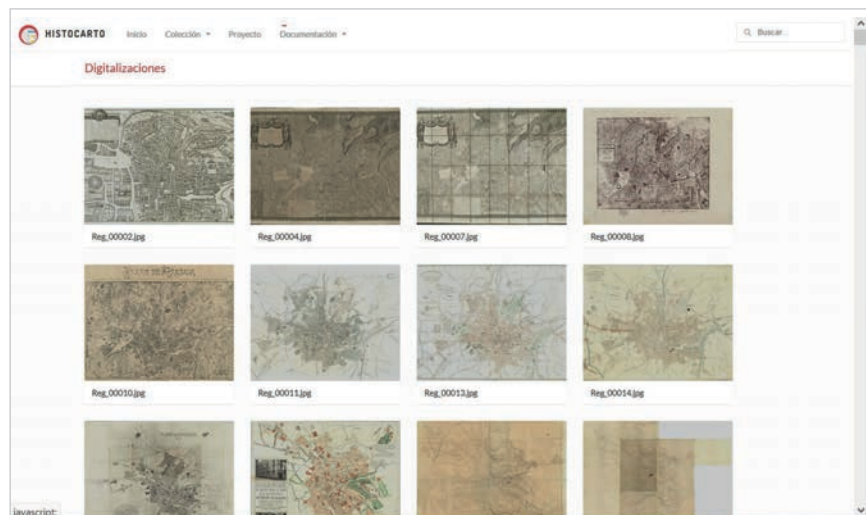 HISTOCARTO Inicio Colección Proyecto Documentación Buscar...
Digitalizaciones
Reg_00002.jpg Reg_00004.jpg Reg_00007.jpg Reg_00008.jpg
Reg_00010.jpg Reg_00011.jpg Reg_00013.jpg Reg_00014.jpg
javascript: